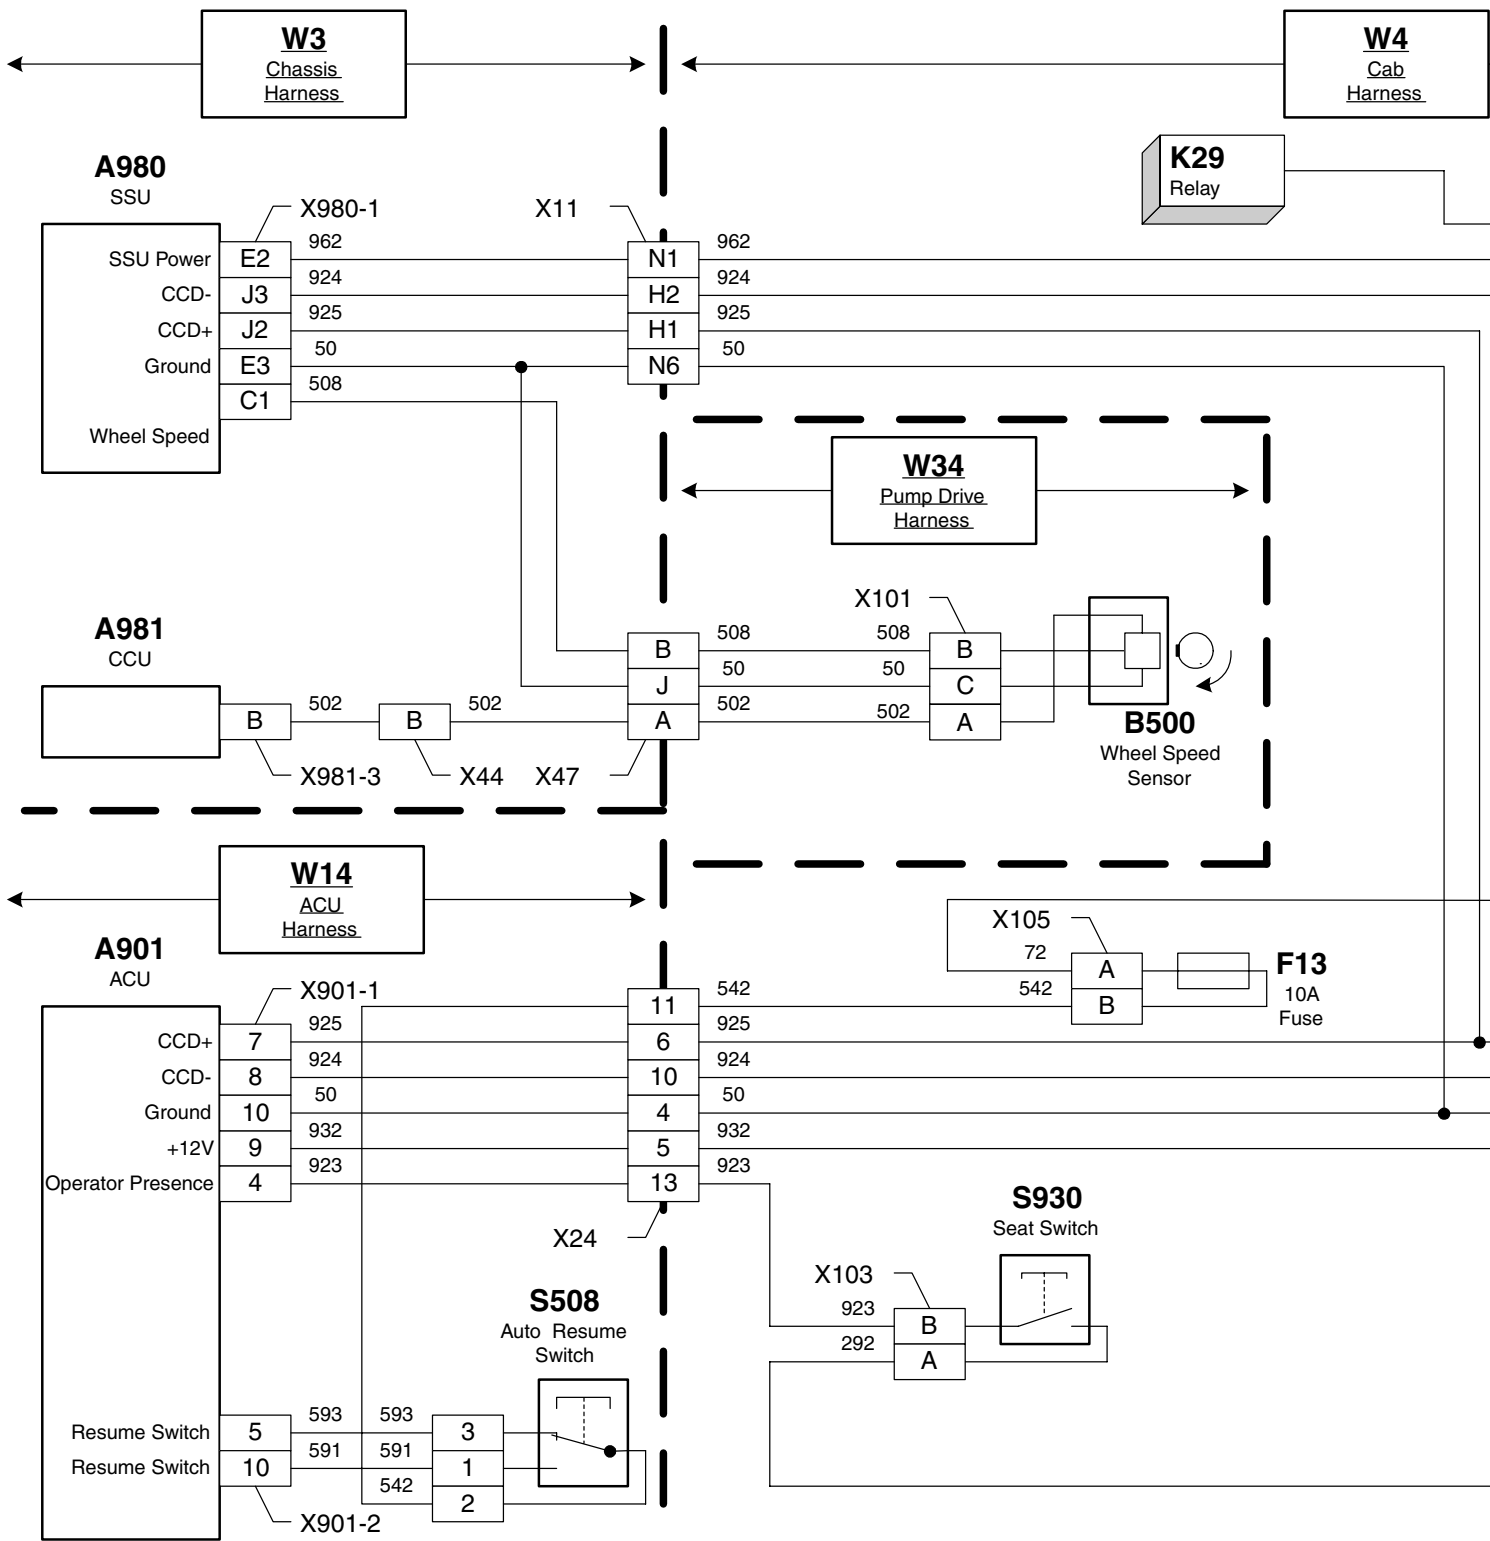 W3
Chassis
Harness
W4
Cab
Harness
K29
Relay
A980
SSU
X980-1
X11
SSU Power
E2
962
N1
962
CCD-
J3
924
H2
924
CCD+
J2
925
H1
925
Ground
E3
50
N6
50
C1
508
Wheel Speed
W34
Pump Drive
Harness
X101
A981
CCU
B
508
508
B
J
50
50
C
B
502
B
502
A
502
502
A
X981-3
X44
X47
B500
Wheel Speed
Sensor
W14
ACU
Harness
A901
ACU
X901-1
X105
72
A
F13
10A
Fuse
11
542
542
B
CCD+
7
925
6
925
CCD-
8
924
10
924
Ground
10
50
4
50
+12V
9
932
5
932
Operator Presence
4
923
13
923
X24
S930
Seat Switch
X103
923
B
292
A
S508
Auto Resume
Switch
Resume Switch
5
593
593
3
Resume Switch
10
591
591
1
542
2
X901-2